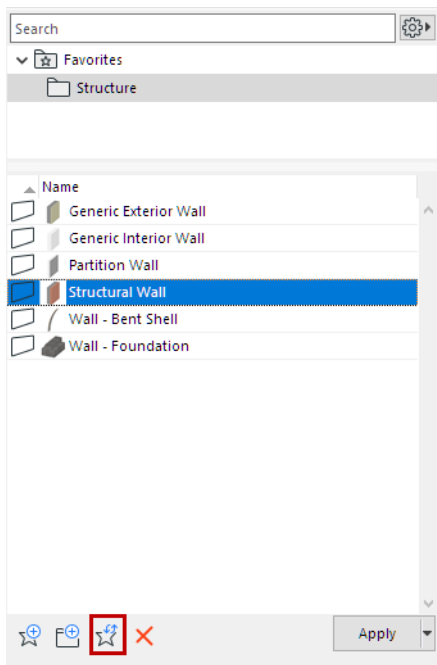 Search
Favorites
Structure
Name
Generic Exterior Wall
Generic Interior Wall
Partition Wall
Structural Wall
Wall - Bent Shell
Wall - Foundation
Apply